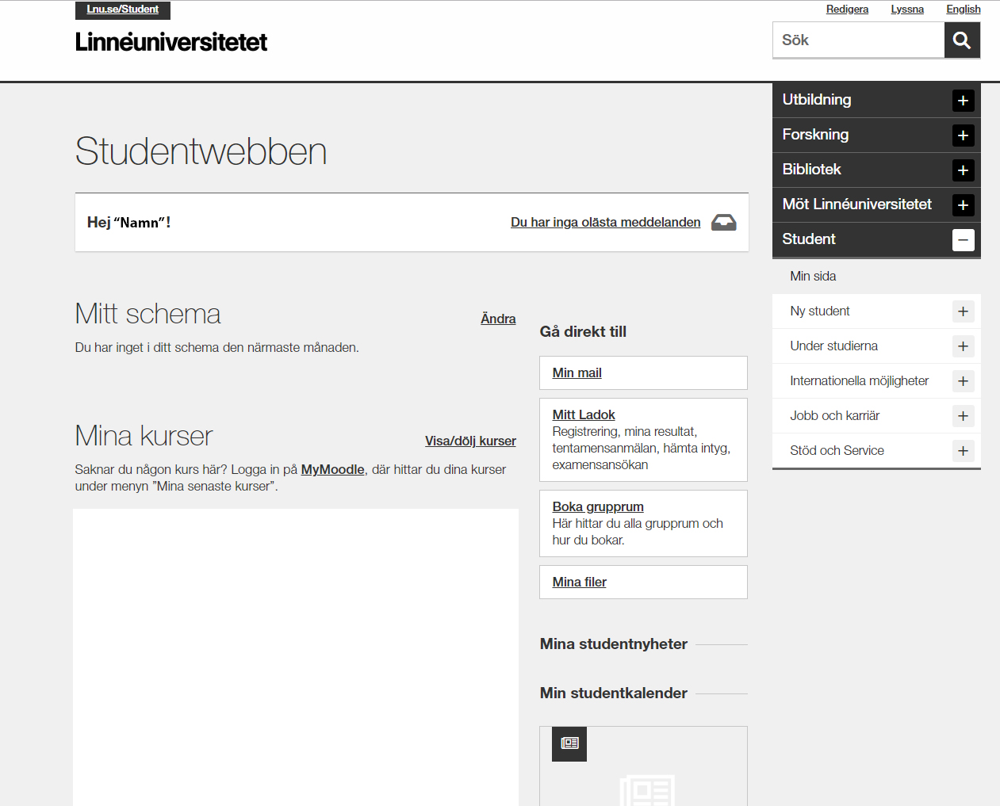 Lnu.se/Student
Redigera Lyssna English
Linnéuniversitetet
Sök
Utbildning
Forskning
Bibliotek
Möt Linnéuniversitetet
Student
Min sida
Ny student
Under studierna
Internationella möjligheter
Jobb och karriär
Stöd och Service
Studentwebben
Hej “Namn”!
Du har inga olästa meddelanden
Mitt schema
Ändra
Du har inget i ditt schema den närmaste månaden.
Mina kurser
Visa/dölj kurser
Saknar du någon kurs här? Logga in på MyMoodle, där hittar du dina kurser
under menyn ”Mina senaste kurser”.
Gå direkt till
Min mail
Mitt Ladok
Registrering, mina resultat,
tentamensanmälan, hämta intyg,
examensansökan
Boka grupprum
Här hittar du alla grupprum och
hur du bokar.
Mina filer
Mina studentnyheter
Min studentkalender